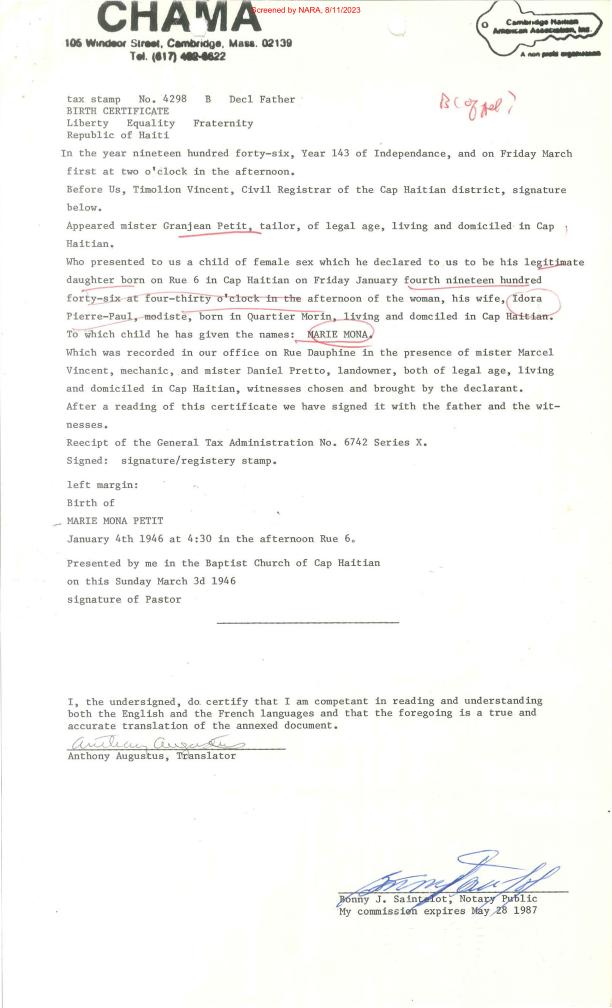 Screened by NARA, 8/11/2023
CHAMA
105 Windsor Street, Cambridge, Mass. 02139
Tel. (617) 492-6622
Cambridge Haitian
American Association, Inc.
A non profit organization
tax stamp No. 4298 B Decl Father
BIRTH CERTIFICATE
Liberty Equality Fraternity
Republic of Haiti
In the year nineteen hundred forty-six, Year 143 of Independance, and on Friday March
first at two o'clock in the afternoon.
Before Us, Timolion Vincent, Civil Registrar of the Cap Haitian district, signature
below.
Appeared mister Granjean Petit, tailor, of legal age, living and domiciled in Cap
Haitian.
Who presented to us a child of female sex which he declared to us to be his legitimate
daughter born on Rue 6 in Cap Haitian on Friday January fourth nineteen hundred
forty-six at four-thirty o'clock in the afternoon of the woman, his wife, Idora
Pierre-Paul, modiste, born in Quartier Morin, living and domciled in Cap Haitian.
To which child he has given the names: MARIE MONA.
Which was recorded in our office on Rue Dauphine in the presence of mister Marcel
Vincent, mechanic, and mister Daniel Pretto, landowner, both of legal age, living
and domiciled in Cap Haitian, witnesses chosen and brought by the declarant.
After a reading of this certificate we have signed it with the father and the wit-
nesses.
Reecipt of the General Tax Administration No. 6742 Series X.
Signed: signature/registery stamp.
left margin:
Birth of
MARIE MONA PETIT
January 4th 1946 at 4:30 in the afternoon Rue 6.
Presented by me in the Baptist Church of Cap Haitian
on this Sunday March 3d 1946
signature of Pastor
I, the undersigned, do certify that I am competent in reading and understanding
both the English and the French languages and that the foregoing is a true and
accurate translation of the annexed document.
Anthony Augustus
Anthony Augustus, Translator
Bonny J. Saintelot, Notary Public
My commission expires May 28 1987